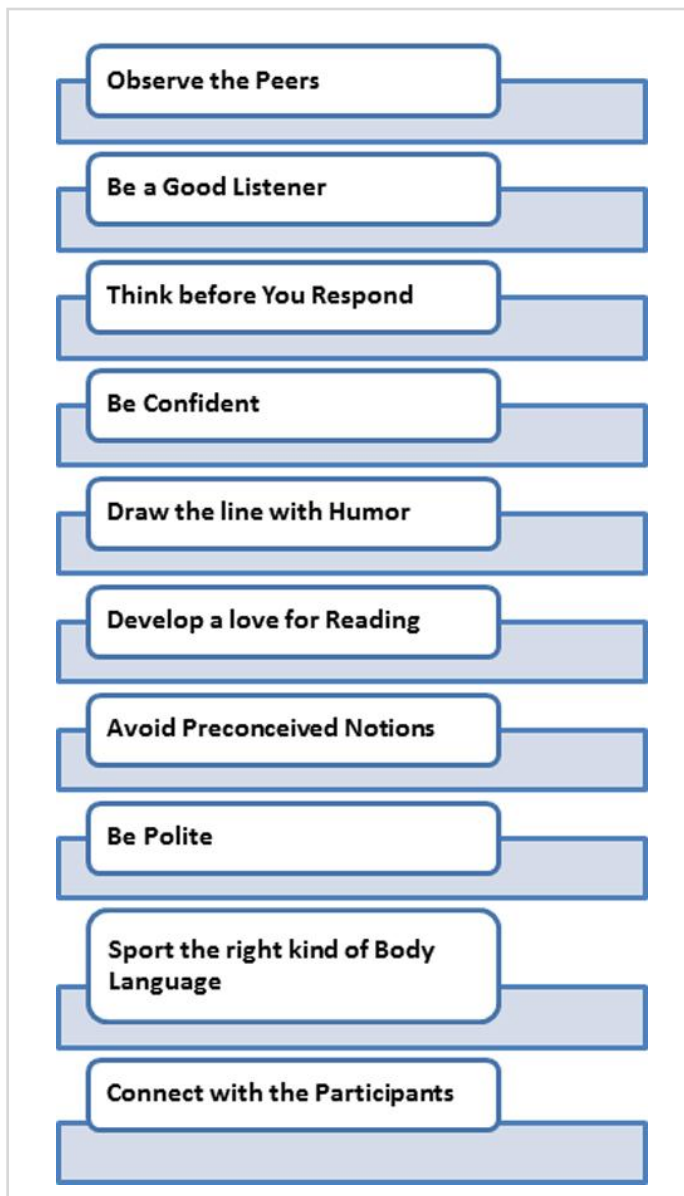 Observe the Peers
Be a Good Listener
Think before You Respond
Be Confident
Draw the line with Humor
Develop a love for Reading
Avoid Preconceived Notions
Be Polite
Sport the right kind of Body
Language
Connect with the Participants